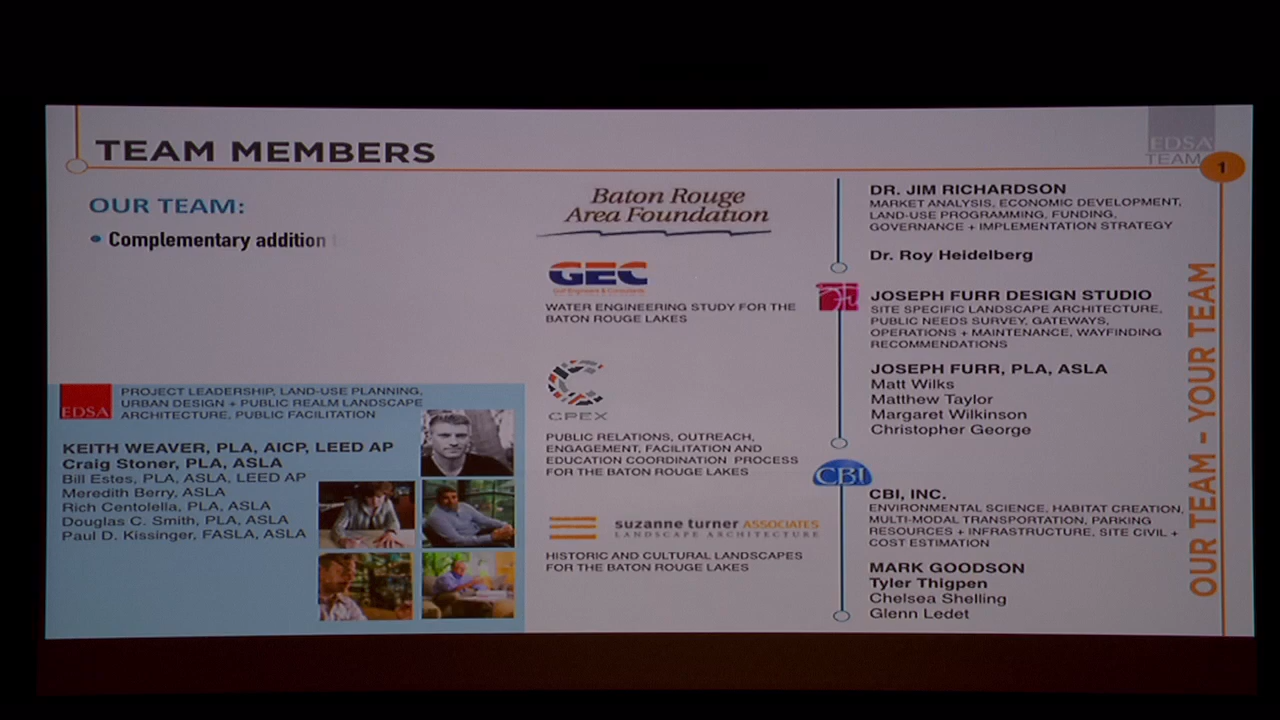 TEAM MEMBERS
EDSA
TEAM
1
OUR TEAM:
• Complementary addition
EDSA
PROJECT LEADERSHIP, LAND-USE PLANNING,
URBAN DESIGN + PUBLIC REALM LANDSCAPE
ARCHITECTURE, PUBLIC FACILITATION
KEITH WEAVER, PLA, AICP, LEED AP
Craig Stoner, PLA, ASLA
Bill Estes, PLA, ASLA, LEED AP
Meredith Berry, ASLA
Rich Centolella, PLA, ASLA
Douglas C. Smith, PLA, ASLA
Paul D. Kissinger, FASLA, ASLA
Baton Rouge
Area Foundation
GEC
Gulf Engineers & Consultants
WATER ENGINEERING STUDY FOR THE
BATON ROUGE LAKES
CPEX
PUBLIC RELATIONS, OUTREACH,
ENGAGEMENT, FACILITATION AND
EDUCATION COORDINATION PROCESS
FOR THE BATON ROUGE LAKES
suzanne turner ASSOCIATES
LANDSCAPE ARCHITECTURE
HISTORIC AND CULTURAL LANDSCAPES
FOR THE BATON ROUGE LAKES
DR. JIM RICHARDSON
MARKET ANALYSIS, ECONOMIC DEVELOPMENT,
LAND-USE PROGRAMMING, FUNDING,
GOVERNANCE + IMPLEMENTATION STRATEGY
Dr. Roy Heidelberg
JOSEPH FURR DESIGN STUDIO
SITE SPECIFIC LANDSCAPE ARCHITECTURE,
PUBLIC NEEDS SURVEY, GATEWAYS,
OPERATIONS + MAINTENANCE, WAYFINDING
RECOMMENDATIONS
JOSEPH FURR, PLA, ASLA
Matt Wilks
Matthew Taylor
Margaret Wilkinson
Christopher George
CBI
CBI, INC.
ENVIRONMENTAL SCIENCE, HABITAT CREATION,
MULTI-MODAL TRANSPORTATION, PARKING
RESOURCES + INFRASTRUCTURE, SITE CIVIL +
COST ESTIMATION
MARK GOODSON
Tyler Thigpen
Chelsea Shelling
Glenn Ledet
OUR TEAM – YOUR TEAM